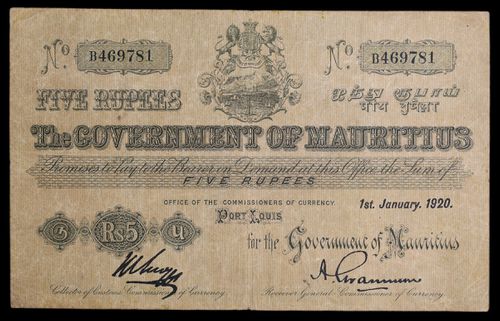 No. B469781 No. B469781
FIVE RUPEES
The GOVERNMENT OF MAURITIUS
Promises to Pay to the Bearer on Demand at this Office the Sum of
FIVE RUPEES
OFFICE OF THE COMMISSIONERS OF CURRENCY. 1st. January. 1920.
PORT LOUIS
for the Government of Mauritius
Rs5
Collector of Customs Commissioner of Currency. Receiver General Commissioner of Currency